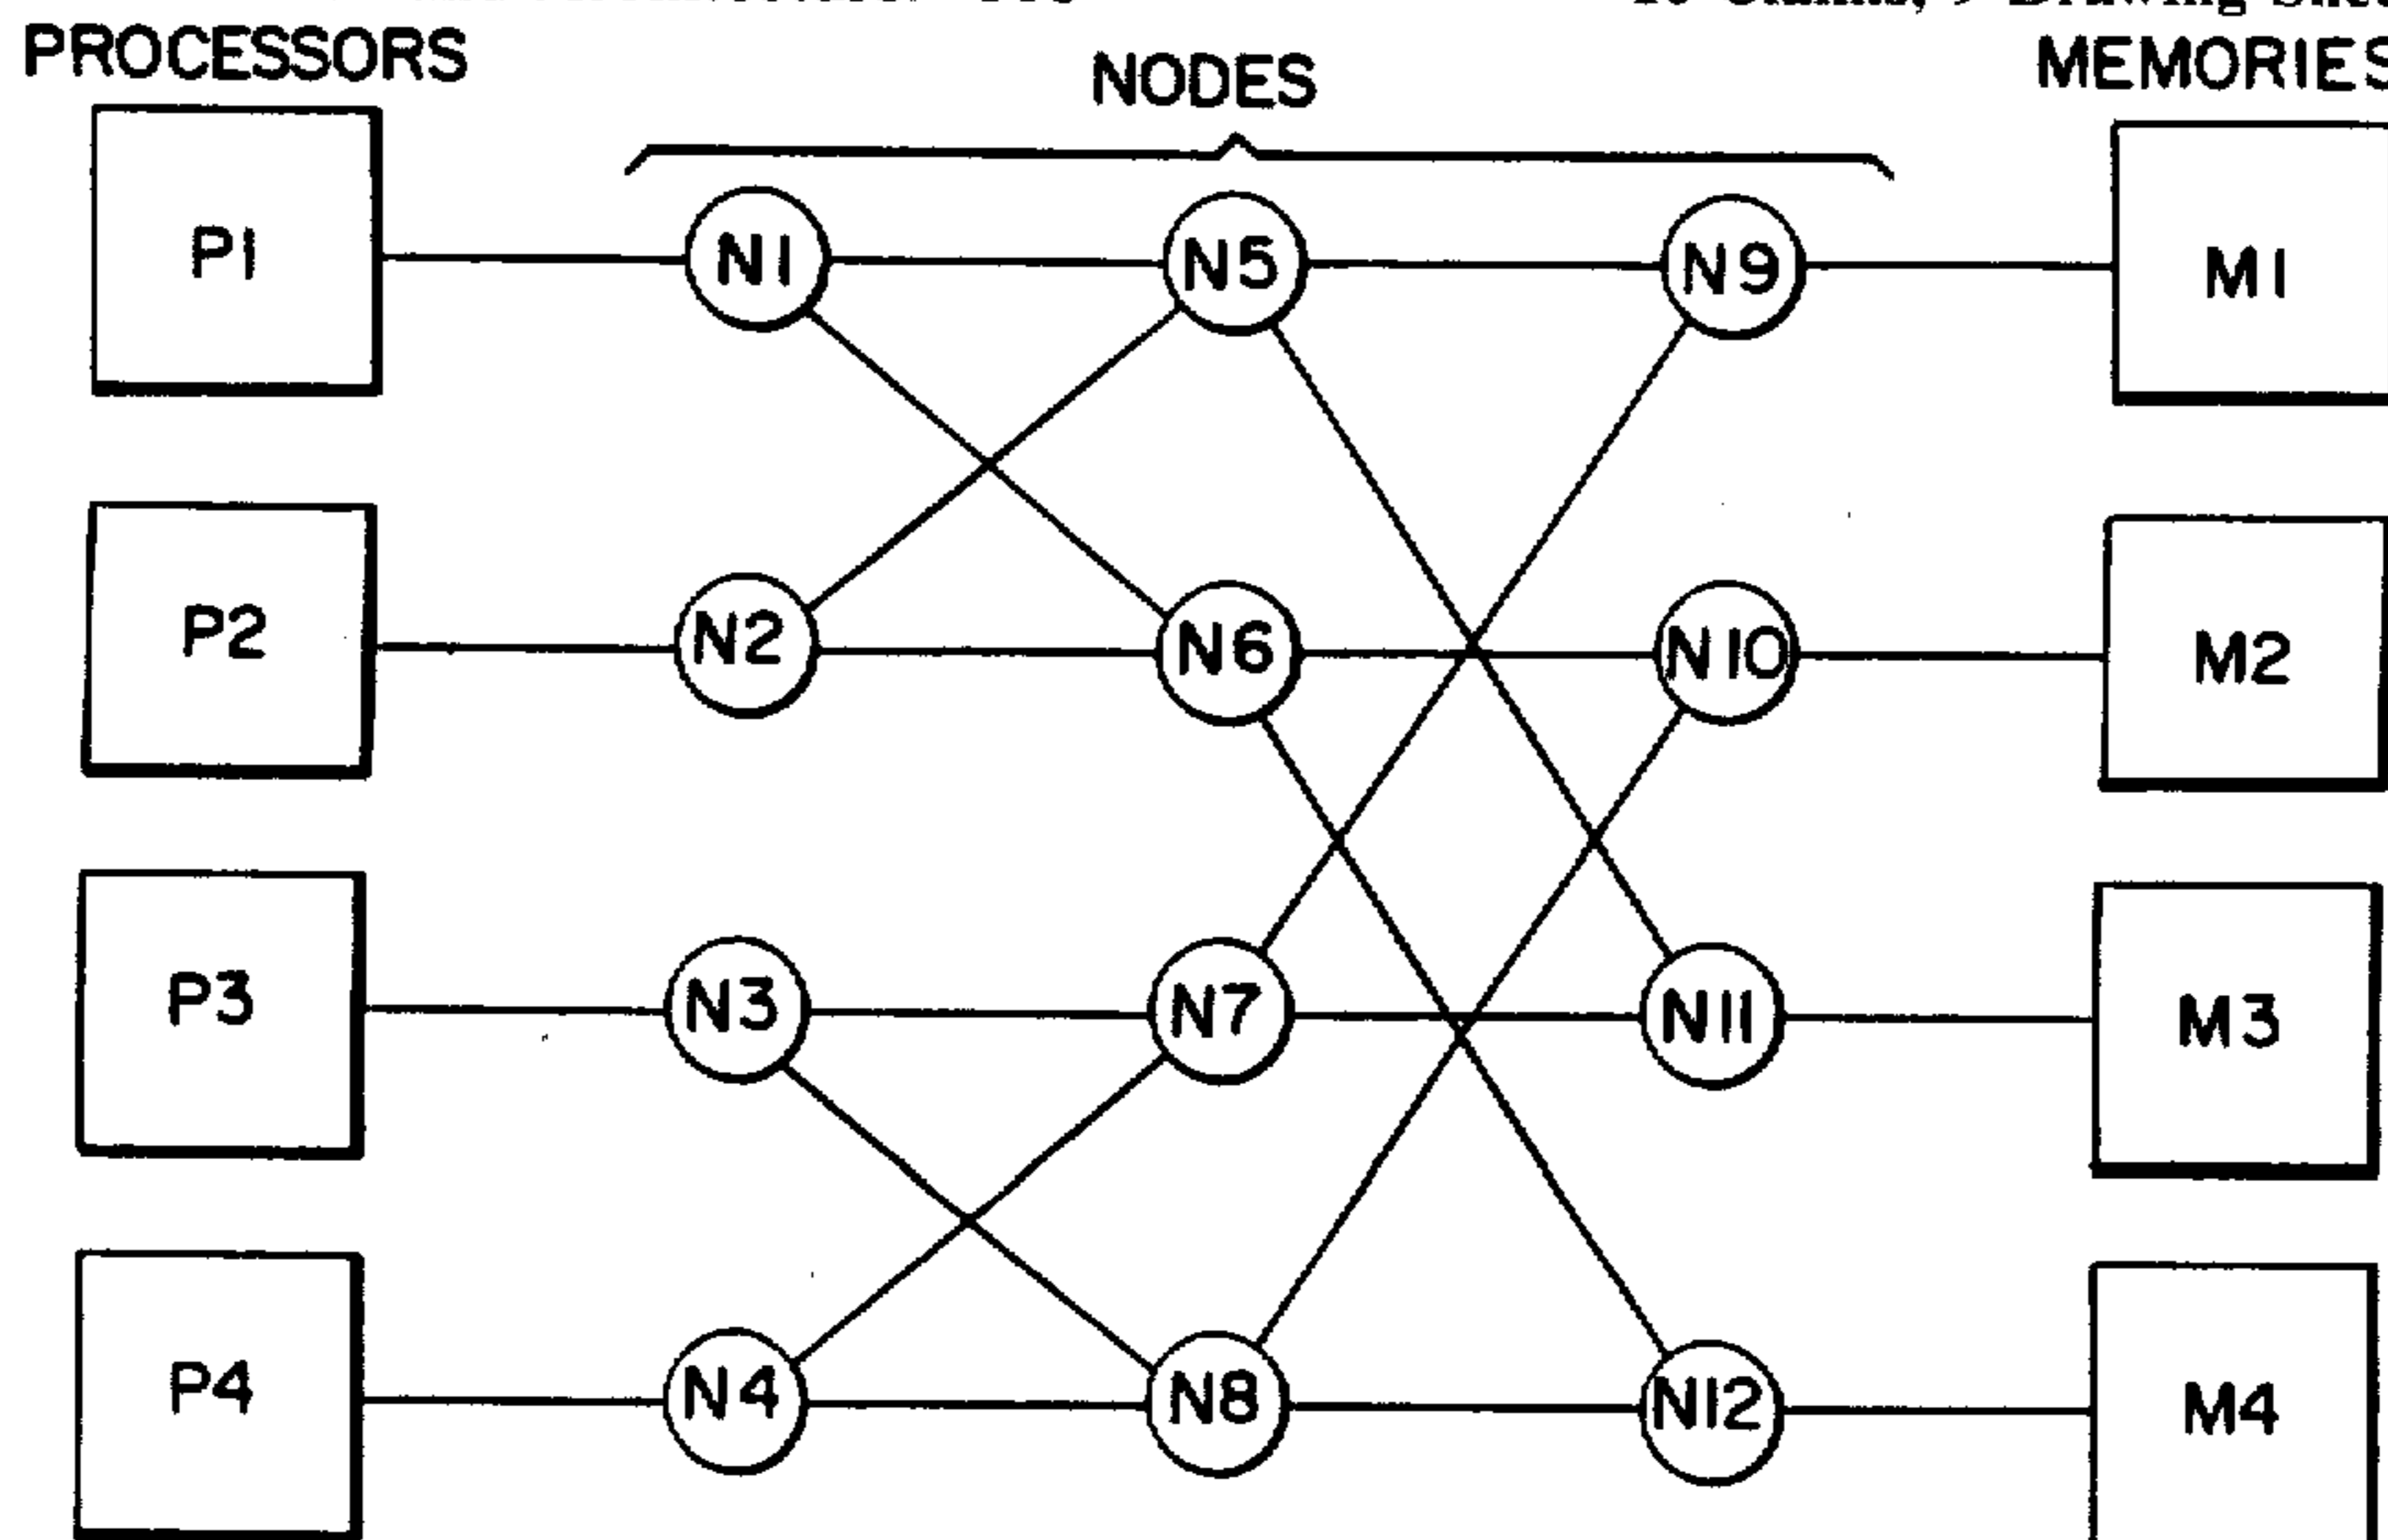 PROCESSORS NODES MEMORIES
P1 N1 N5 N9 M1
P2 N2 N6 N10 M2
P3 N3 N7 N11 M3
P4 N4 N8 N12 M4